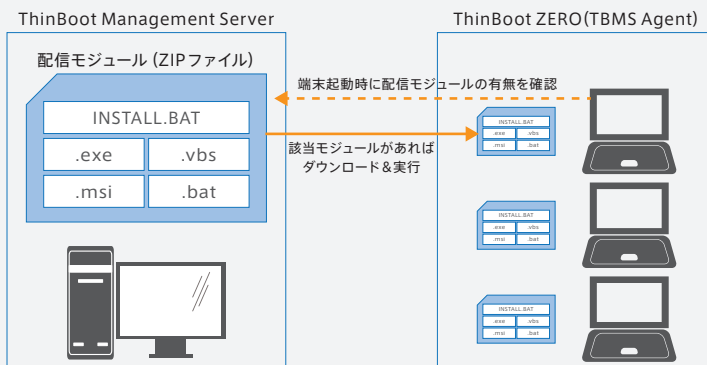 ThinBoot Management Server
配信モジュール (ZIPファイル)
INSTALL.BAT
.exe .vbs
.msi .bat
ThinBoot ZERO(TBMS Agent)
端末起動時に配信モジュールの有無を確認
該当モジュールがあれば
ダウンロード＆実行
INSTALL.BAT
.exe .vbs
.msi .bat
INSTALL.BAT
.exe .vbs
.msi .bat
INSTALL.BAT
.exe .vbs
.msi .bat